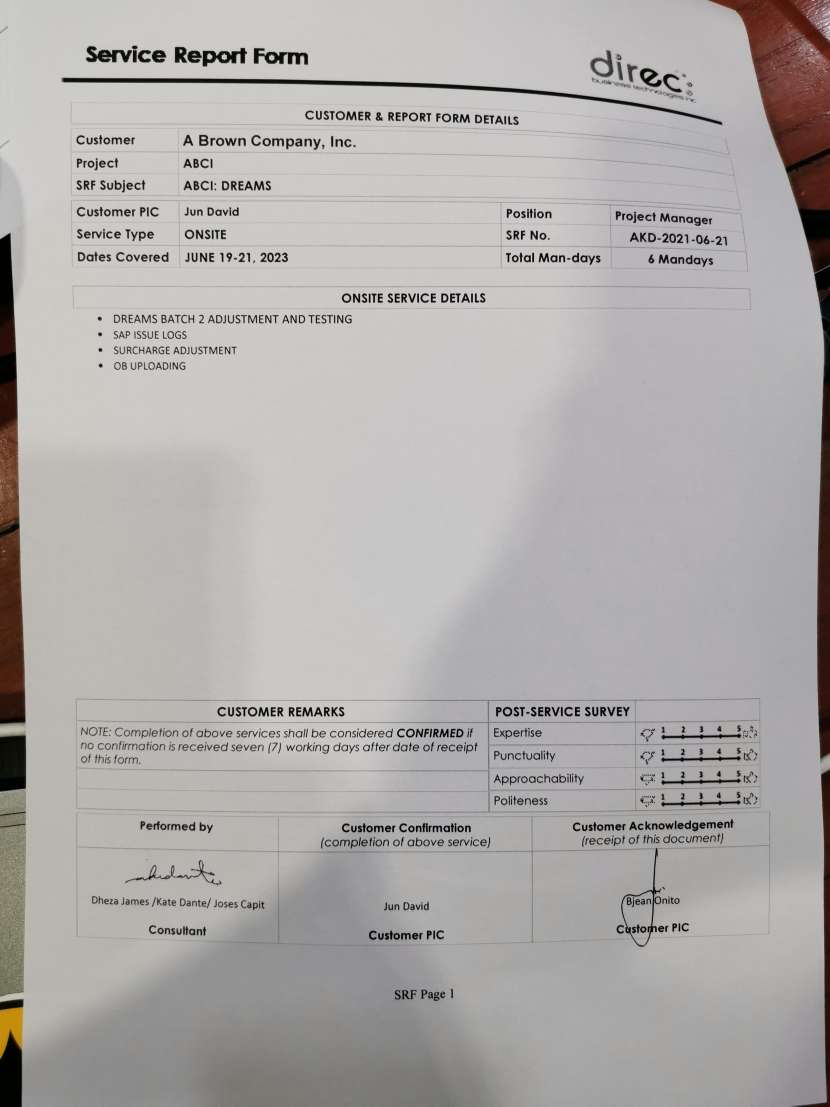 Service Report Form
direc
business technologies inc
CUSTOMER & REPORT FORM DETAILS
Customer A Brown Company, Inc.
Project ABCI
SRF Subject ABCI: DREAMS
Customer PIC Jun David Position Project Manager
Service Type ONSITE SRF No. AKD-2021-06-21
Dates Covered JUNE 19-21, 2023 Total Man-days 6 Mandays
ONSITE SERVICE DETAILS
• DREAMS BATCH 2 ADJUSTMENT AND TESTING
• SAP ISSUE LOGS
• SURCHARGE ADJUSTMENT
• OB UPLOADING
CUSTOMER REMARKS POST-SERVICE SURVEY
NOTE: Completion of above services shall be considered CONFIRMED if
no confirmation is received seven (7) working days after date of receipt
of this form.
Expertise 1 2 3 4 5
Punctuality 1 2 3 4 5
Approachability 1 2 3 4 5
Politeness 1 2 3 4 5
Performed by Customer Confirmation Customer Acknowledgement
(completion of above service) (receipt of this document)
Dheza James /Kate Dante/ Joses Capit Jun David Bjean Onito
Consultant Customer PIC Customer PIC
SRF Page 1